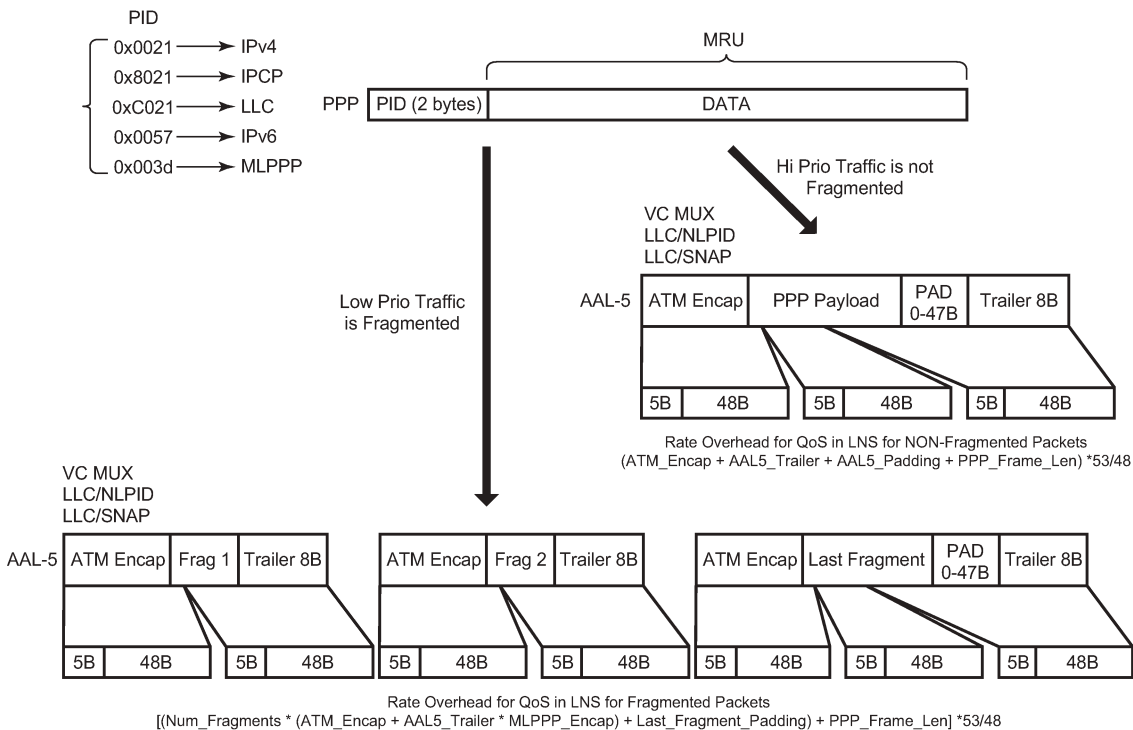 PID
0x0021 IPv4
0x8021 IPCP
0xC021 LLC
0x0057 IPv6
0x003d MLPPP
MRU
PPP PID (2 bytes) DATA
Hi Prio Traffic is not
Fragmented
Low Prio Traffic
is Fragmented
VC MUX
LLC/NLPID
LLC/SNAP
AAL-5 ATM Encap PPP Payload PAD 0-47B Trailer 8B
5B 48B 5B 48B 5B 48B
Rate Overhead for QoS in LNS for NON-Fragmented Packets
(ATM_Encap + AAL5_Trailer + AAL5_Padding + PPP_Frame_Len) *53/48
VC MUX
LLC/NLPID
LLC/SNAP
AAL-5 ATM Encap Frag 1 Trailer 8B ATM Encap Frag 2 Trailer 8B ATM Encap Last Fragment PAD 0-47B Trailer 8B
5B 48B 5B 48B 5B 48B 5B 48B 5B 48B 5B 48B 5B 48B
Rate Overhead for QoS in LNS for Fragmented Packets
[(Num_Fragments * (ATM_Encap + AAL5_Trailer * MLPPP_Encap) + Last_Fragment_Padding) + PPP_Frame_Len] *53/48